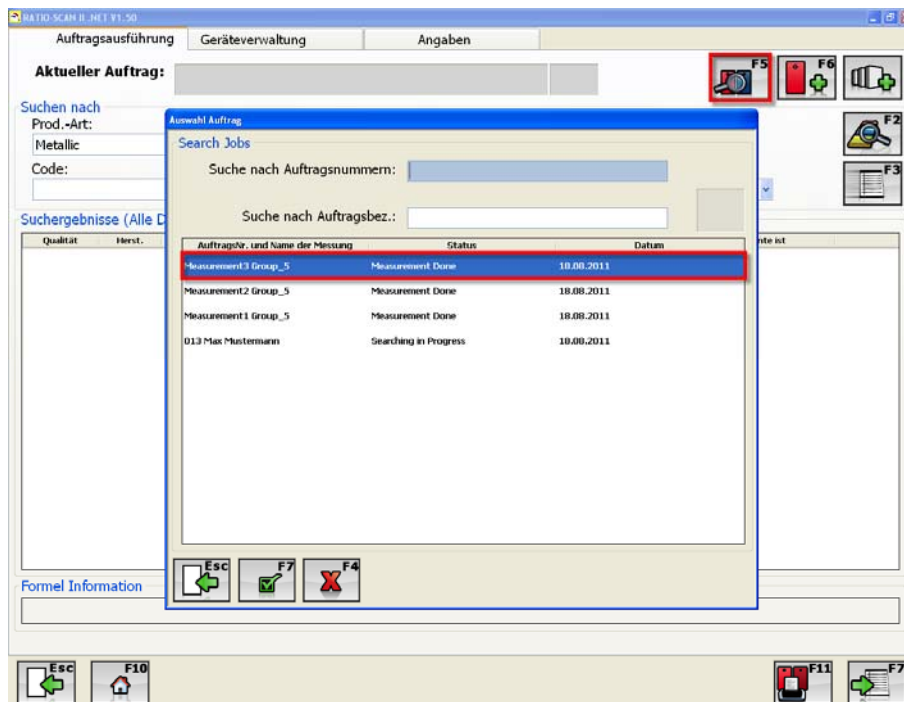 RATIO-SCAN II .NET V1.50
Auftragsausführung Geräteverwaltung Angaben
Aktueller Auftrag:
F5 F6
Suchen nach
Prod.-Art:
Metallic
F2
Code:
F3
Auswahl Auftrag
Search Jobs
Suche nach Auftragsnummern:
Suche nach Auftragsbez.:
Suchergebnisse (Alle D
Qualität Herst.
nte ist
AuftragsNr. und Name der Messung Status Datum
Measurement3 Group_5 Measurement Done 18.08.2011
Measurement2 Group_5 Measurement Done 18.08.2011
Measurement1 Group_5 Measurement Done 18.08.2011
013 Max Mustermann Searching in Progress 18.08.2011
Esc F7 F4
Formel Information
Esc F10 F11 F7